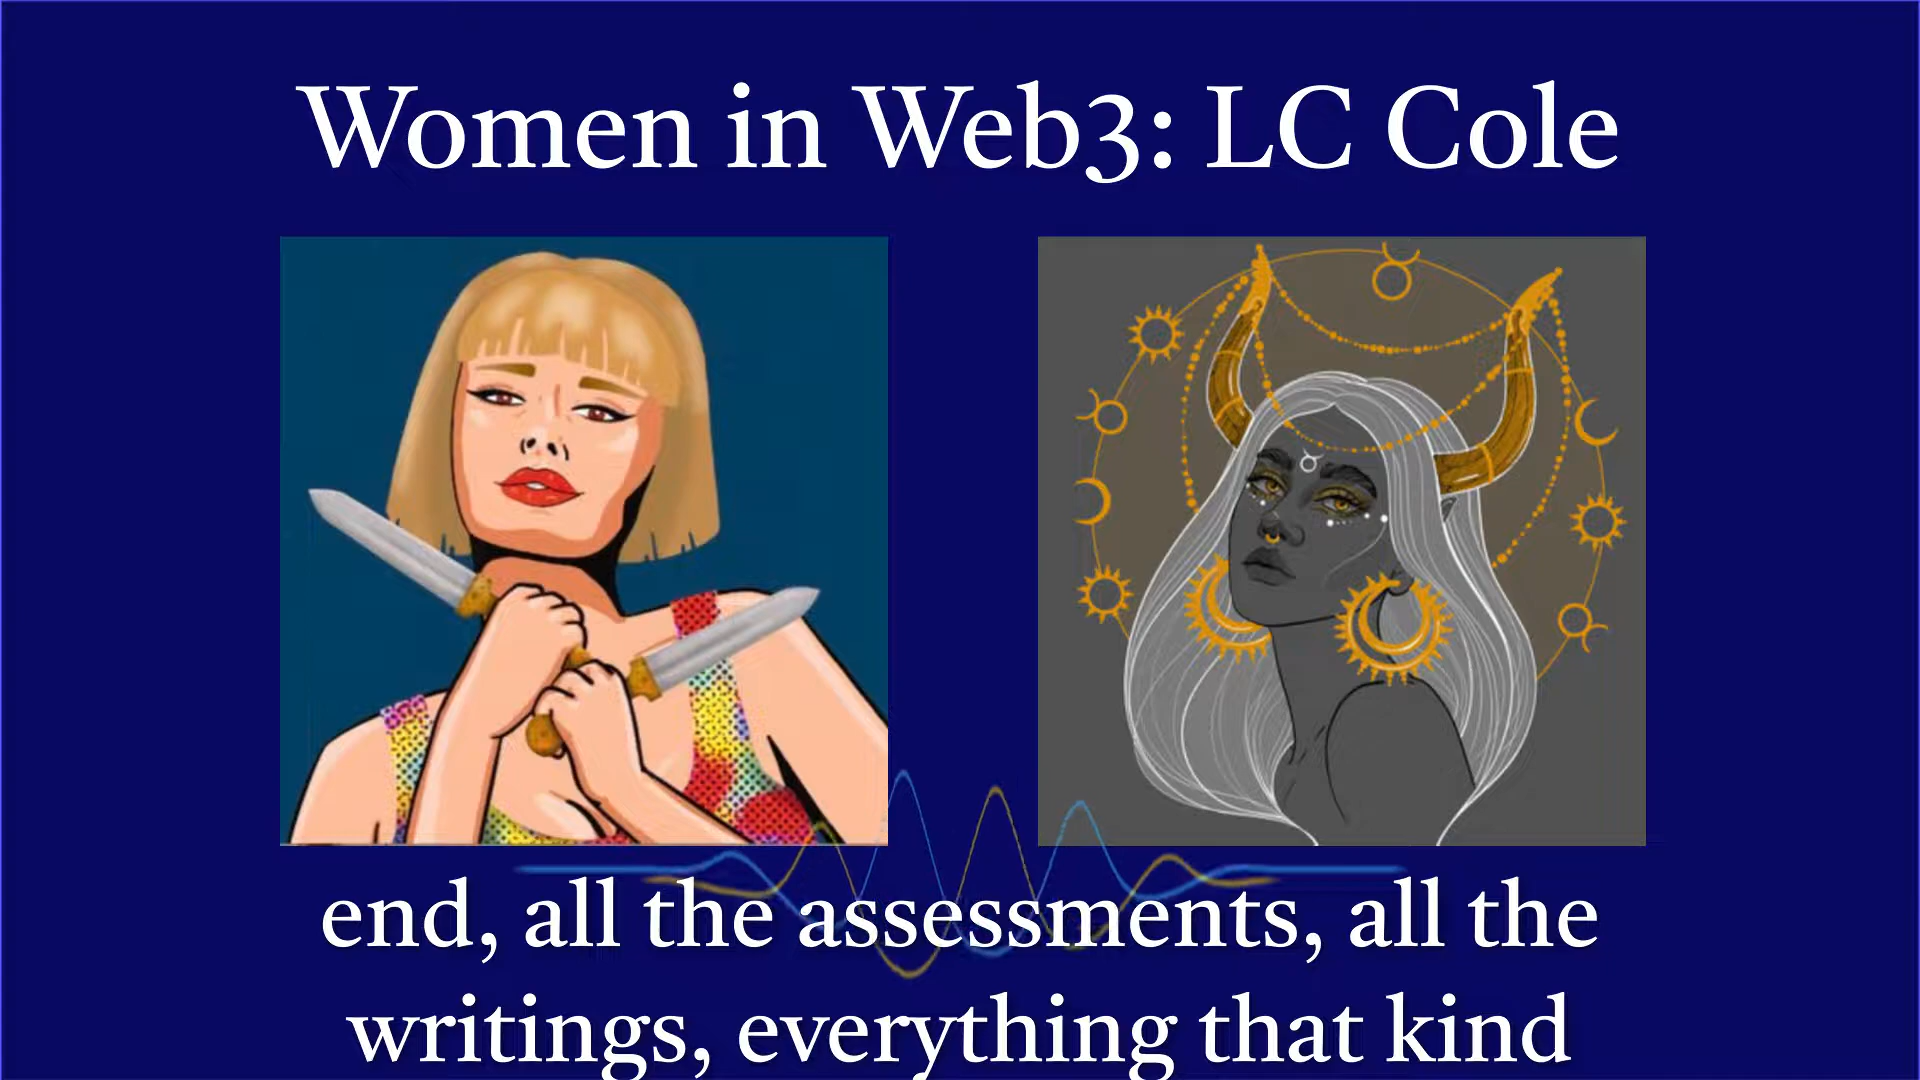 Women in Web3: LC Cole
end, all the assessments, all the
writings, everything that kind